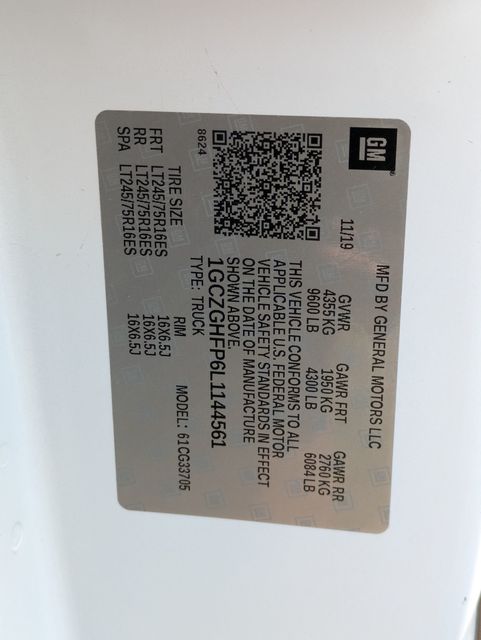 GM
MFD BY GENERAL MOTORS LLC
11/19
GVWR GAWR FRT GAWR RR
4355 KG 1950 KG 2760 KG
9600 LB 4300 LB 6084 LB
THIS VEHICLE CONFORMS TO ALL
APPLICABLE U.S. FEDERAL MOTOR
VEHICLE SAFETY STANDARDS IN EFFECT
ON THE DATE OF MANUFACTURE
SHOWN ABOVE.
1GCZGHFP6L1144561
TYPE: TRUCK MODEL: 61CG33705
8624
TIRE SIZE RIM
FRT LT245/75R16ES 16X6.5J
RR LT245/75R16ES 16X6.5J
SPA LT245/75R16ES 16X6.5J